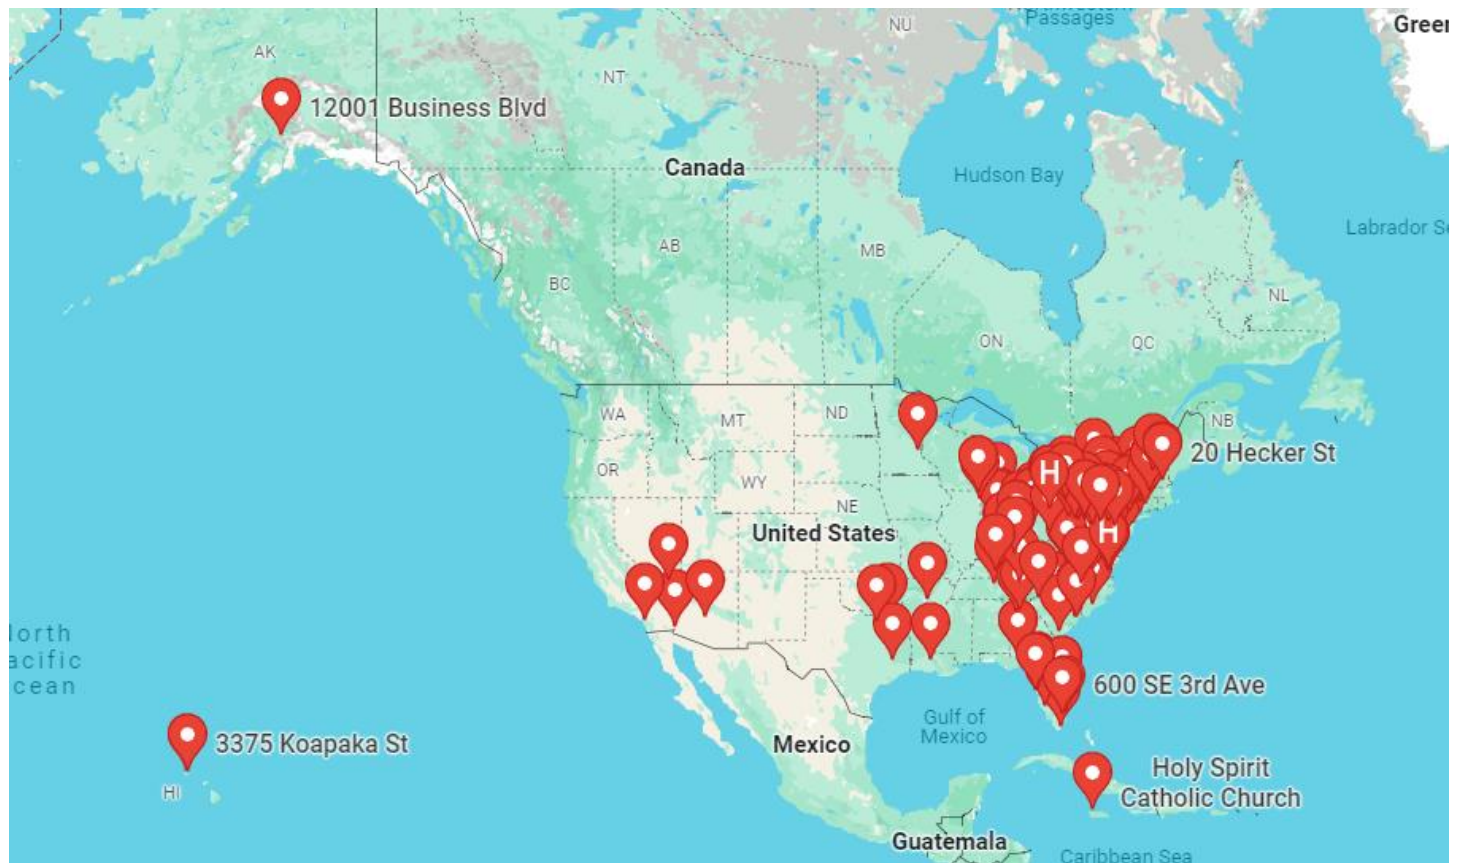 Passages
NU
Greer
AK
NT
12001 Business Blvd
Canada
Hudson Bay
Labrador Se
AB
MB
BC
NL
ON
QC
WA
MT
ND
NB
20 Hecker St
OR
H
WY
NE
United States
H
orth
acific
cean
600 SE 3rd Ave
Gulf of
Mexico
3375 Koapaka St
Mexico
Holy Spirit
Catholic Church
HI
Guatemala
Caribbean Sea